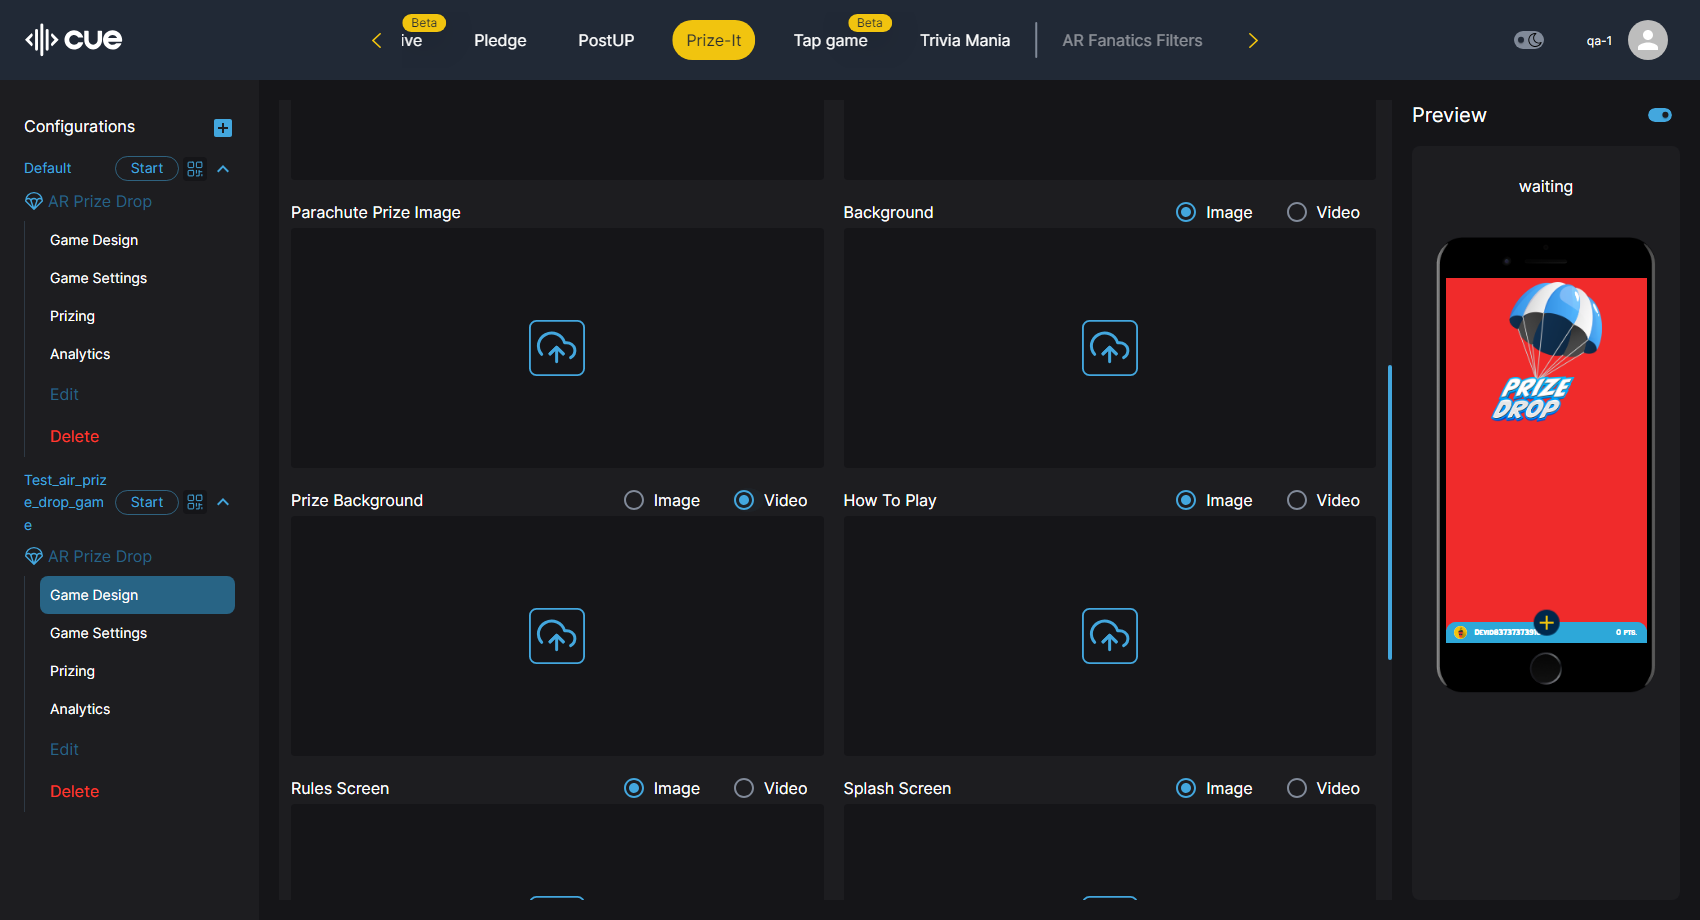 cue
Beta
ive
Pledge
PostUP
Prize-It
Beta
Tap game
Trivia Mania
AR Fanatics Filters
qa-1
Configurations
Default
Start
AR Prize Drop
Game Design
Game Settings
Prizing
Analytics
Edit
Delete
Test_air_priz
e_drop_gam
e
Start
AR Prize Drop
Game Design
Game Settings
Prizing
Analytics
Edit
Delete
Parachute Prize Image
Background
Image
Video
Prize Background
Image
Video
How To Play
Image
Video
Rules Screen
Image
Video
Splash Screen
Image
Video
Preview
waiting
PRIZE
DROP
0 PTS.